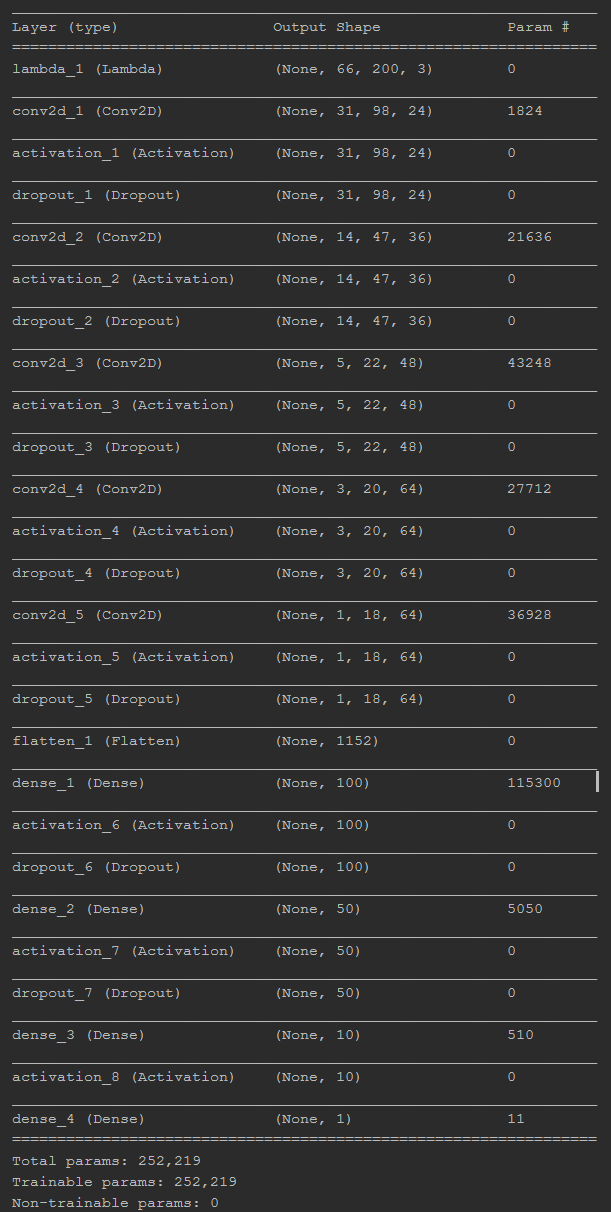 Layer (type) Output Shape Param #
=================================================================
lambda_1 (Lambda) (None, 66, 200, 3) 0
conv2d_1 (Conv2D) (None, 31, 98, 24) 1824
activation_1 (Activation) (None, 31, 98, 24) 0
dropout_1 (Dropout) (None, 31, 98, 24) 0
conv2d_2 (Conv2D) (None, 14, 47, 36) 21636
activation_2 (Activation) (None, 14, 47, 36) 0
dropout_2 (Dropout) (None, 14, 47, 36) 0
conv2d_3 (Conv2D) (None, 5, 22, 48) 43248
activation_3 (Activation) (None, 5, 22, 48) 0
dropout_3 (Dropout) (None, 5, 22, 48) 0
conv2d_4 (Conv2D) (None, 3, 20, 64) 27712
activation_4 (Activation) (None, 3, 20, 64) 0
dropout_4 (Dropout) (None, 3, 20, 64) 0
conv2d_5 (Conv2D) (None, 1, 18, 64) 36928
activation_5 (Activation) (None, 1, 18, 64) 0
dropout_5 (Dropout) (None, 1, 18, 64) 0
flatten_1 (Flatten) (None, 1152) 0
dense_1 (Dense) (None, 100) 115300
activation_6 (Activation) (None, 100) 0
dropout_6 (Dropout) (None, 100) 0
dense_2 (Dense) (None, 50) 5050
activation_7 (Activation) (None, 50) 0
dropout_7 (Dropout) (None, 50) 0
dense_3 (Dense) (None, 10) 510
activation_8 (Activation) (None, 10) 0
dense_4 (Dense) (None, 1) 11
=================================================================
Total params: 252,219
Trainable params: 252,219
Non-trainable params: 0